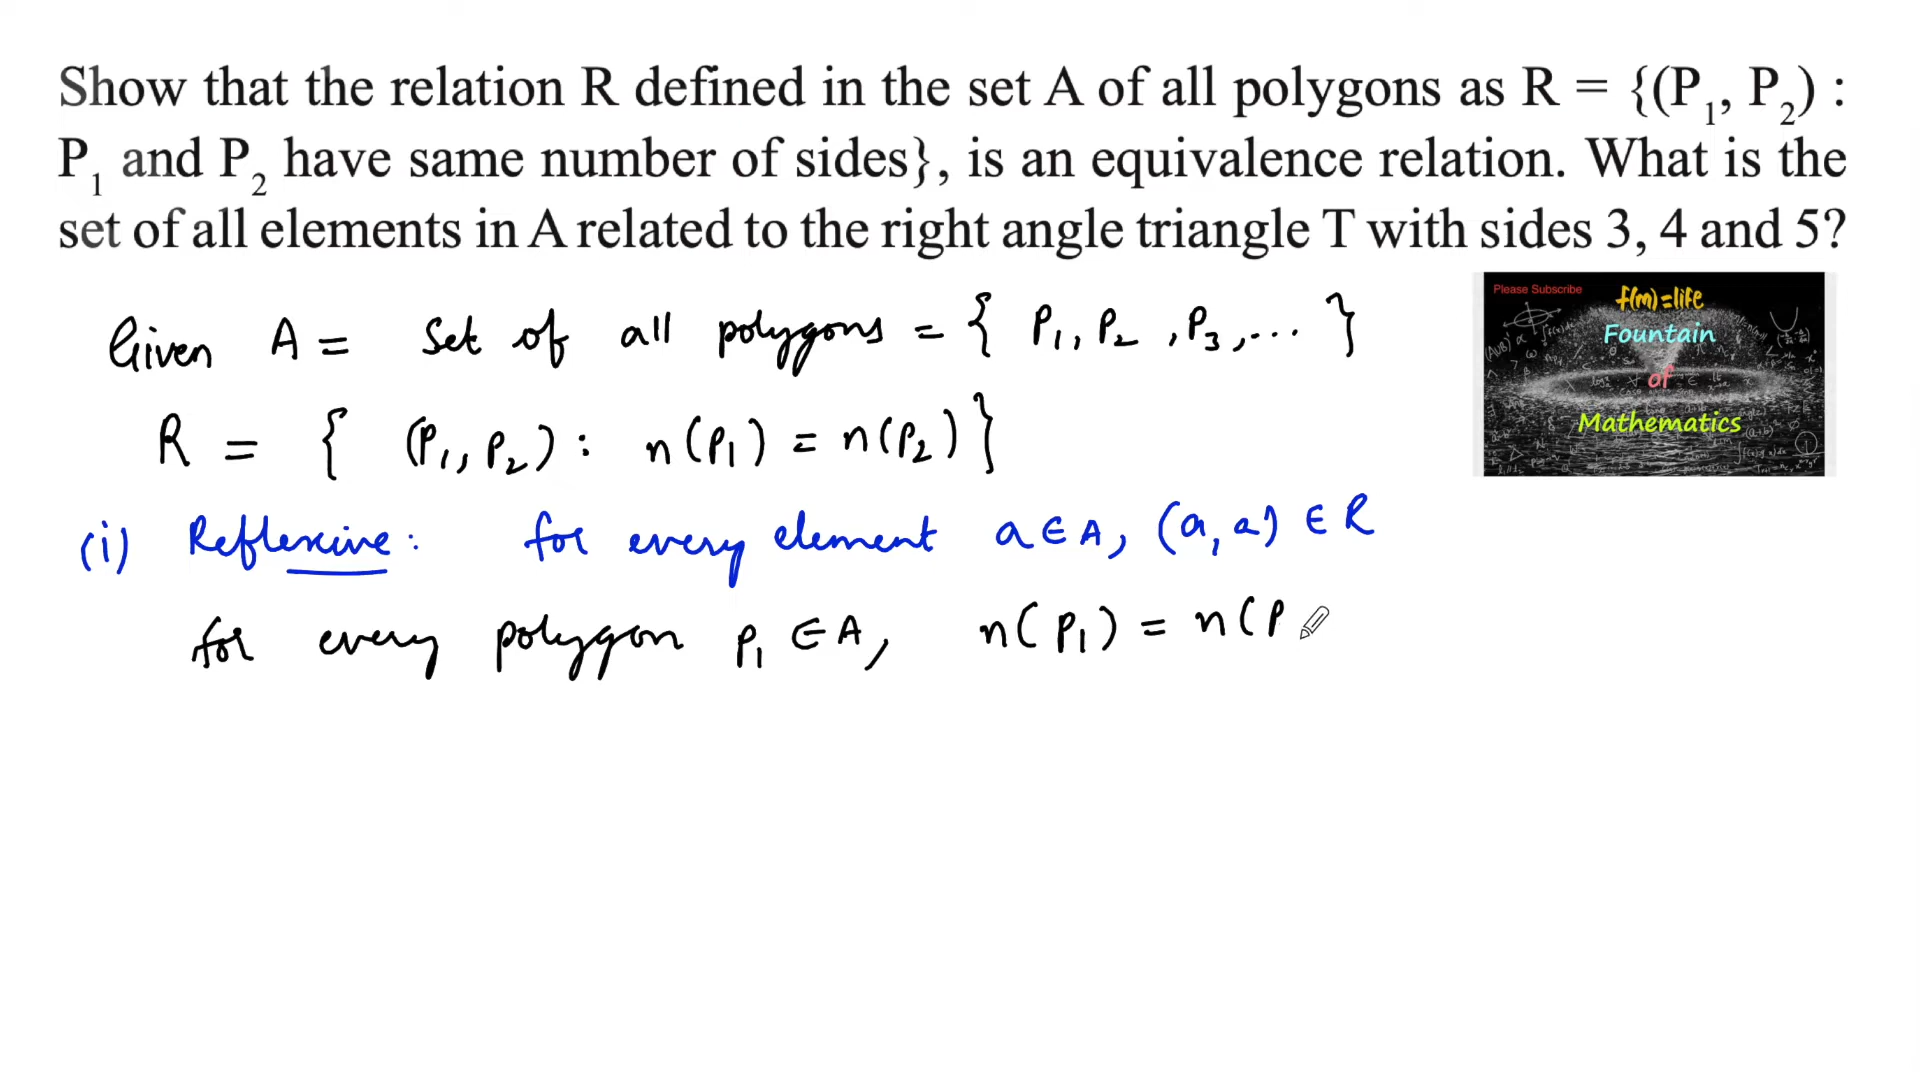 Show that the relation R defined in the set A of all polygons as R = {(P₁, P₂) :
P₁ and P₂ have same number of sides}, is an equivalence relation. What is the
set of all elements in A related to the right angle triangle T with sides 3, 4 and 5?
Please Subscribe
f(m)=life
Fountain
of
Mathematics
Given A = Set of all polygons = { P₁, P₂, P₃, ... }
R = { (P₁, P₂) : n(P₁) = n(P₂) }
(i) Reflexive : for every element a ∈ A, (a, a) ∈ R
for every polygon P₁ ∈ A, n(P₁) = n(P